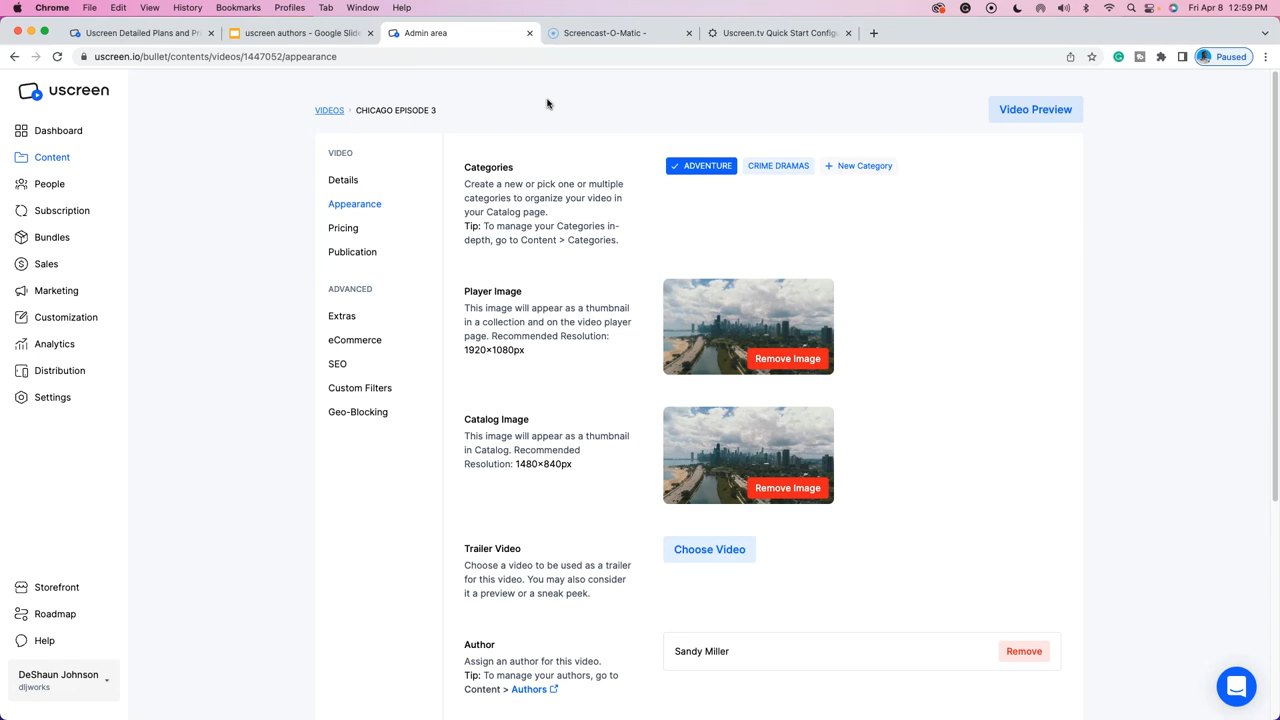 Chrome File Edit View History Bookmarks Profiles Tab Window Help Fri Apr 8 12:59 PM
Uscreen Detailed Plans and Pri
uscreen authors - Google Slide
Admin area
Screencast-O-Matic -
Uscreen.tv Quick Start Configu
uscreen.io/bullet/contents/videos/1447052/appearance
Paused
uscreen
Dashboard
Content
People
Subscription
Bundles
Sales
Marketing
Customization
Analytics
Distribution
Settings
Storefront
Roadmap
Help
DeShaun Johnson
dljworks
VIDEOS › CHICAGO EPISODE 3
Video Preview
VIDEO
Details
Appearance
Pricing
Publication
ADVANCED
Extras
eCommerce
SEO
Custom Filters
Geo-Blocking
Categories
Create a new or pick one or multiple
categories to organize your video in
your Catalog page.
Tip: To manage your Categories in-
depth, go to Content > Categories.
ADVENTURE
CRIME DRAMAS
+ New Category
Player Image
This image will appear as a thumbnail
in a collection and on the video player
page. Recommended Resolution:
1920×1080px
Remove Image
Catalog Image
This image will appear as a thumbnail
in Catalog. Recommended
Resolution: 1480×840px
Remove Image
Trailer Video
Choose a video to be used as a trailer
for this video. You may also consider
it a preview or a sneak peek.
Choose Video
Author
Assign an author for this video.
Tip: To manage your authors, go to
Content > Authors
Sandy Miller
Remove